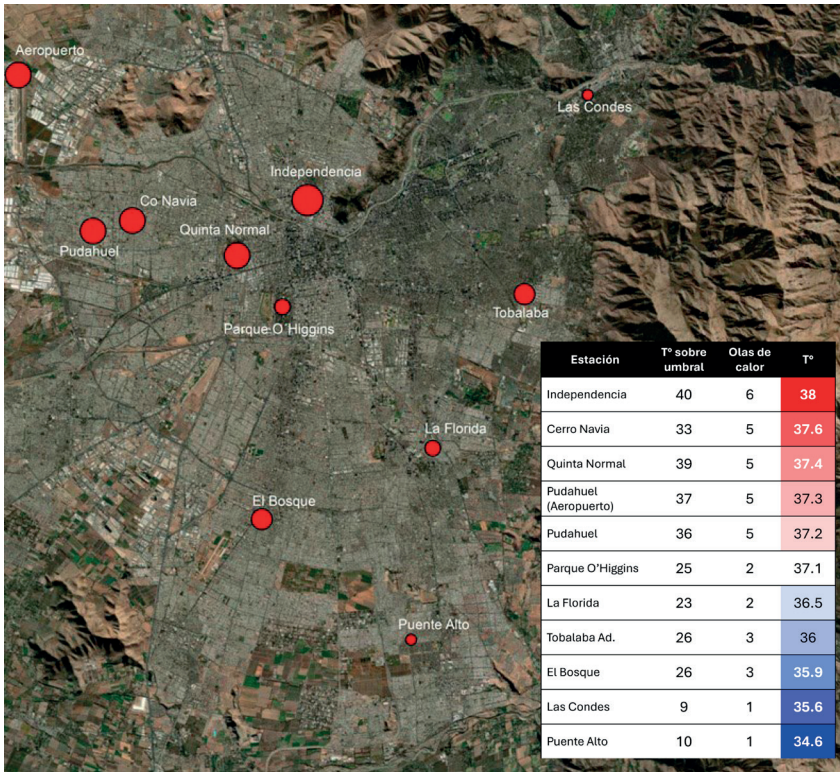 Aeropuerto
Las Condes
Independencia
Co Navia
Quinta Normal
Pudahuel
Tobalaba
Parque O´Higgins
La Florida
El Bosque
Puente Alto
Estación T° sobre umbral Olas de calor T°
Independencia 40 6 38
Cerro Navia 33 5 37.6
Quinta Normal 39 5 37.4
Pudahuel (Aeropuerto) 37 5 37.3
Pudahuel 36 5 37.2
Parque O'Higgins 25 2 37.1
La Florida 23 2 36.5
Tobalaba Ad. 26 3 36
El Bosque 26 3 35.9
Las Condes 9 1 35.6
Puente Alto 10 1 34.6